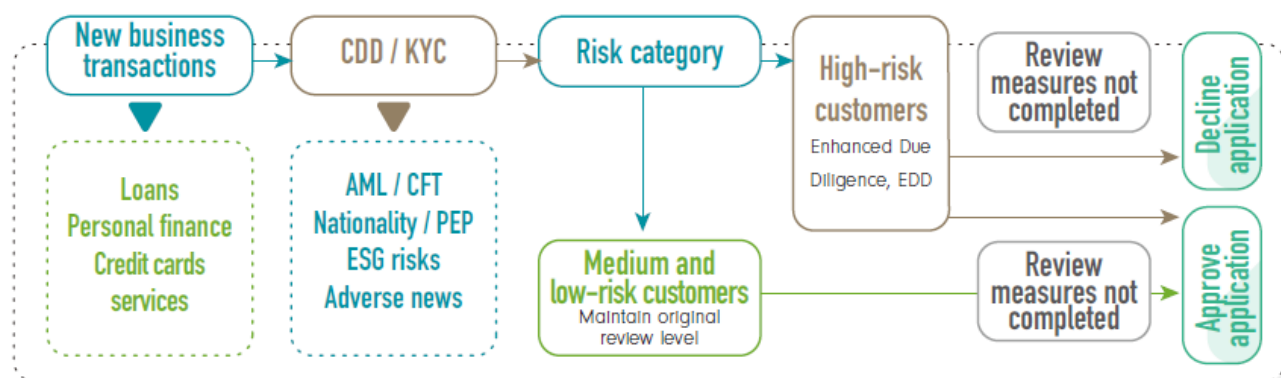 New business
transactions
CDD / KYC
Risk category
High-risk
customers
Enhanced Due
Diligence, EDD
Review
measures not
completed
Decline
application
Loans
Personal finance
Credit cards
services
AML / CFT
Nationality / PEP
ESG risks
Adverse news
Medium and
low-risk customers
Maintain original
review level
Review
measures not
completed
Approve
application